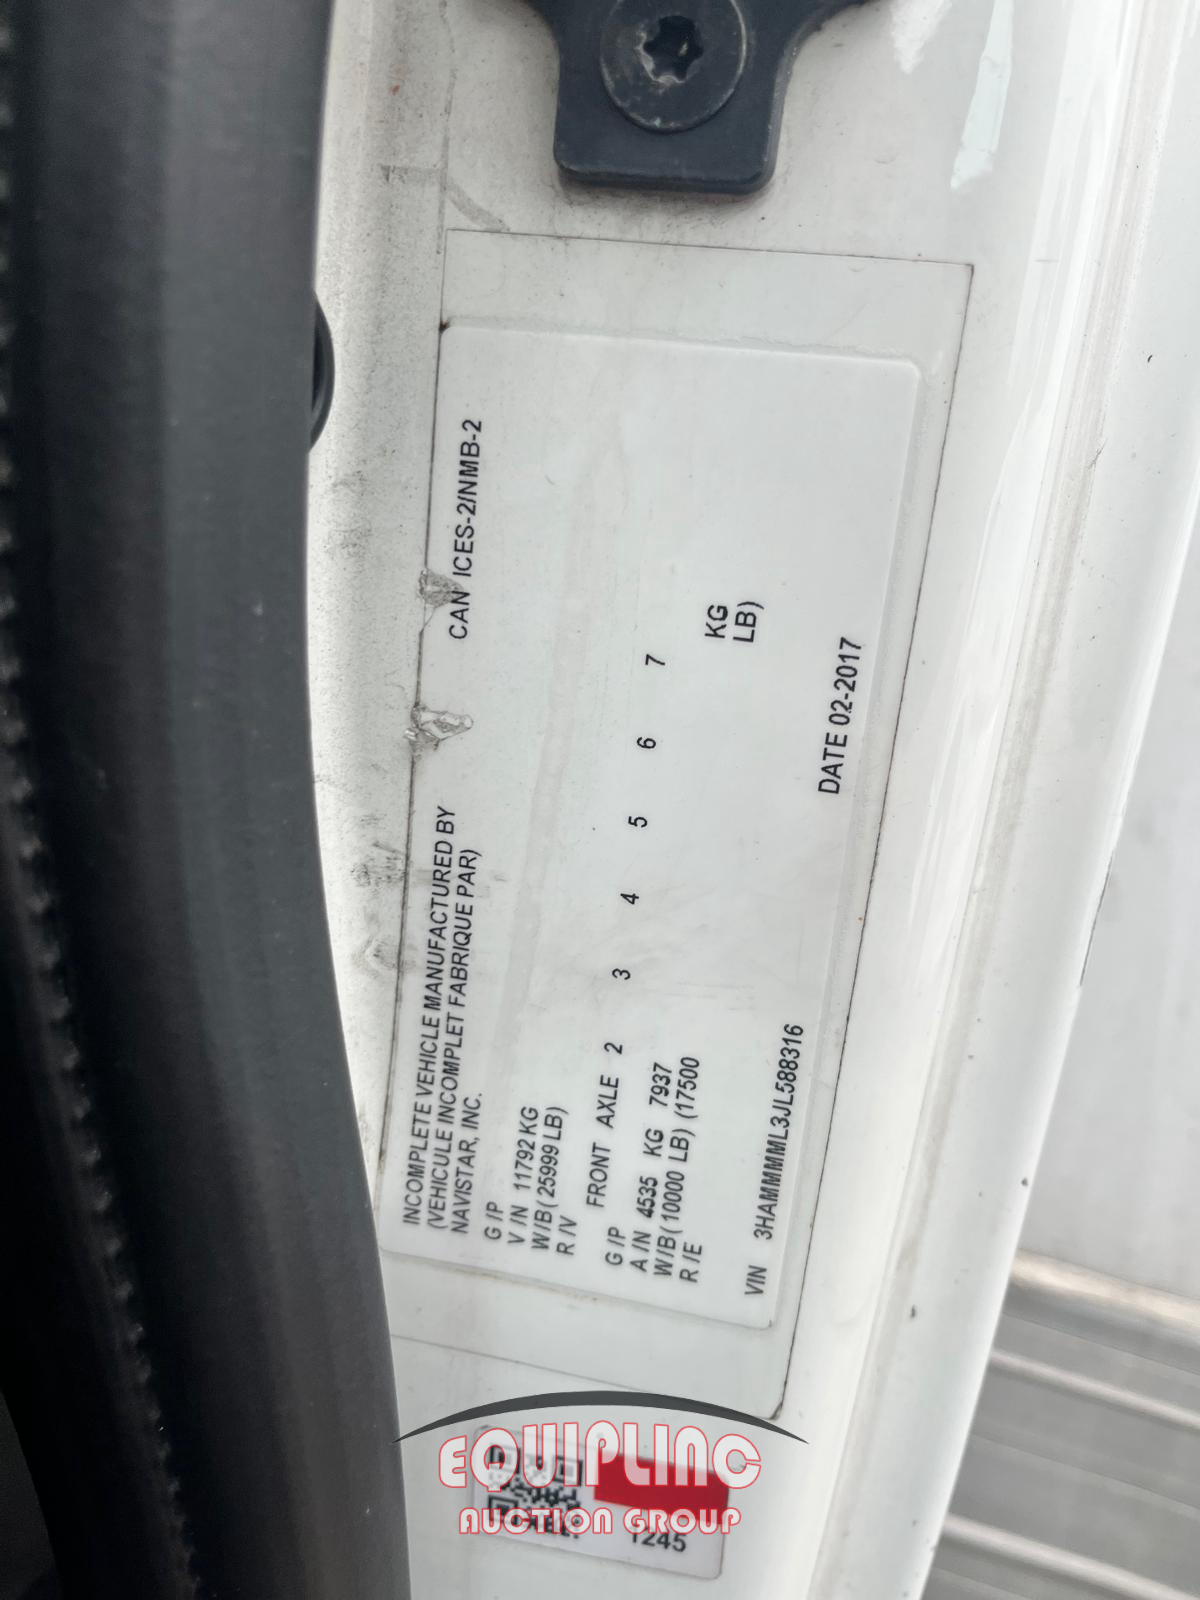 INCOMPLETE VEHICLE MANUFACTURED BY
(VEHICULE INCOMPLET FABRIQUE PAR)
NAVISTAR, INC.
CAN ICES-2/NMB-2
G /P
V /N 11792 KG
W/B ( 25999 LB)
R /V
FRONT AXLE 2 3 4 5 6 7
G /P
A /N 4535 KG 7937 KG
W/B ( 10000 LB) (17500 LB)
R /E
VIN 3HAMMMML3JL588316
DATE 02-2017
EQUIPLINC
AUCTION GROUP
1245